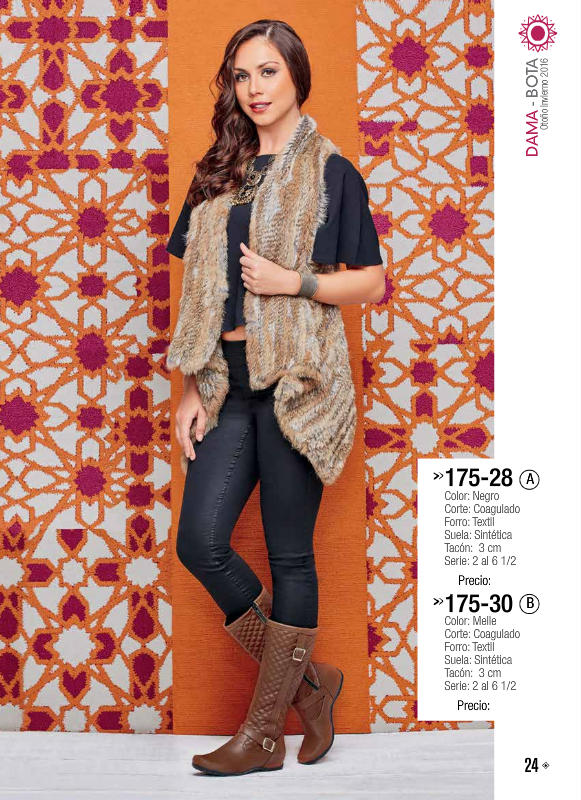 DAMA - BOTA
Otoño Invierno 2016
175-28 A
Color: Negro
Corte: Coagulado
Forro: Textil
Suela: Sintética
Tacón: 3 cm
Serie: 2 al 6 1/2
Precio:
175-30 B
Color: Melle
Corte: Coagulado
Forro: Textil
Suela: Sintética
Tacón: 3 cm
Serie: 2 al 6 1/2
Precio:
24